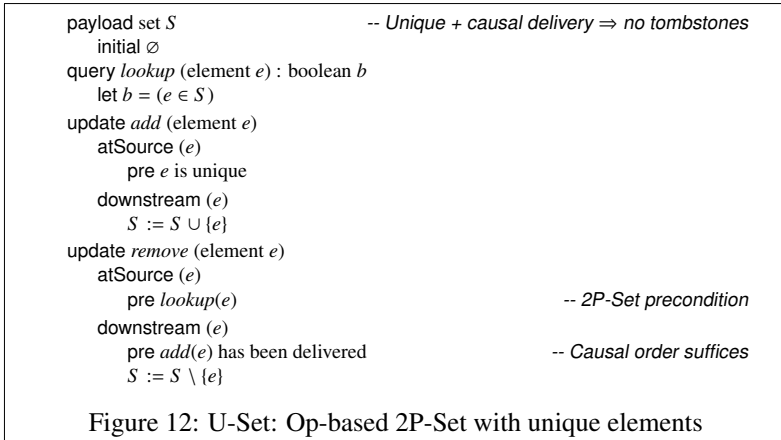 payload set S -- Unique + causal delivery ⇒ no tombstones
initial ∅
query lookup (element e) : boolean b
let b = (e ∈ S)
update add (element e)
atSource (e)
pre e is unique
downstream (e)
S := S ∪ {e}
update remove (element e)
atSource (e)
pre lookup(e) -- 2P-Set precondition
downstream (e)
pre add(e) has been delivered -- Causal order suffices
S := S \ {e}
Figure 12: U-Set: Op-based 2P-Set with unique elements